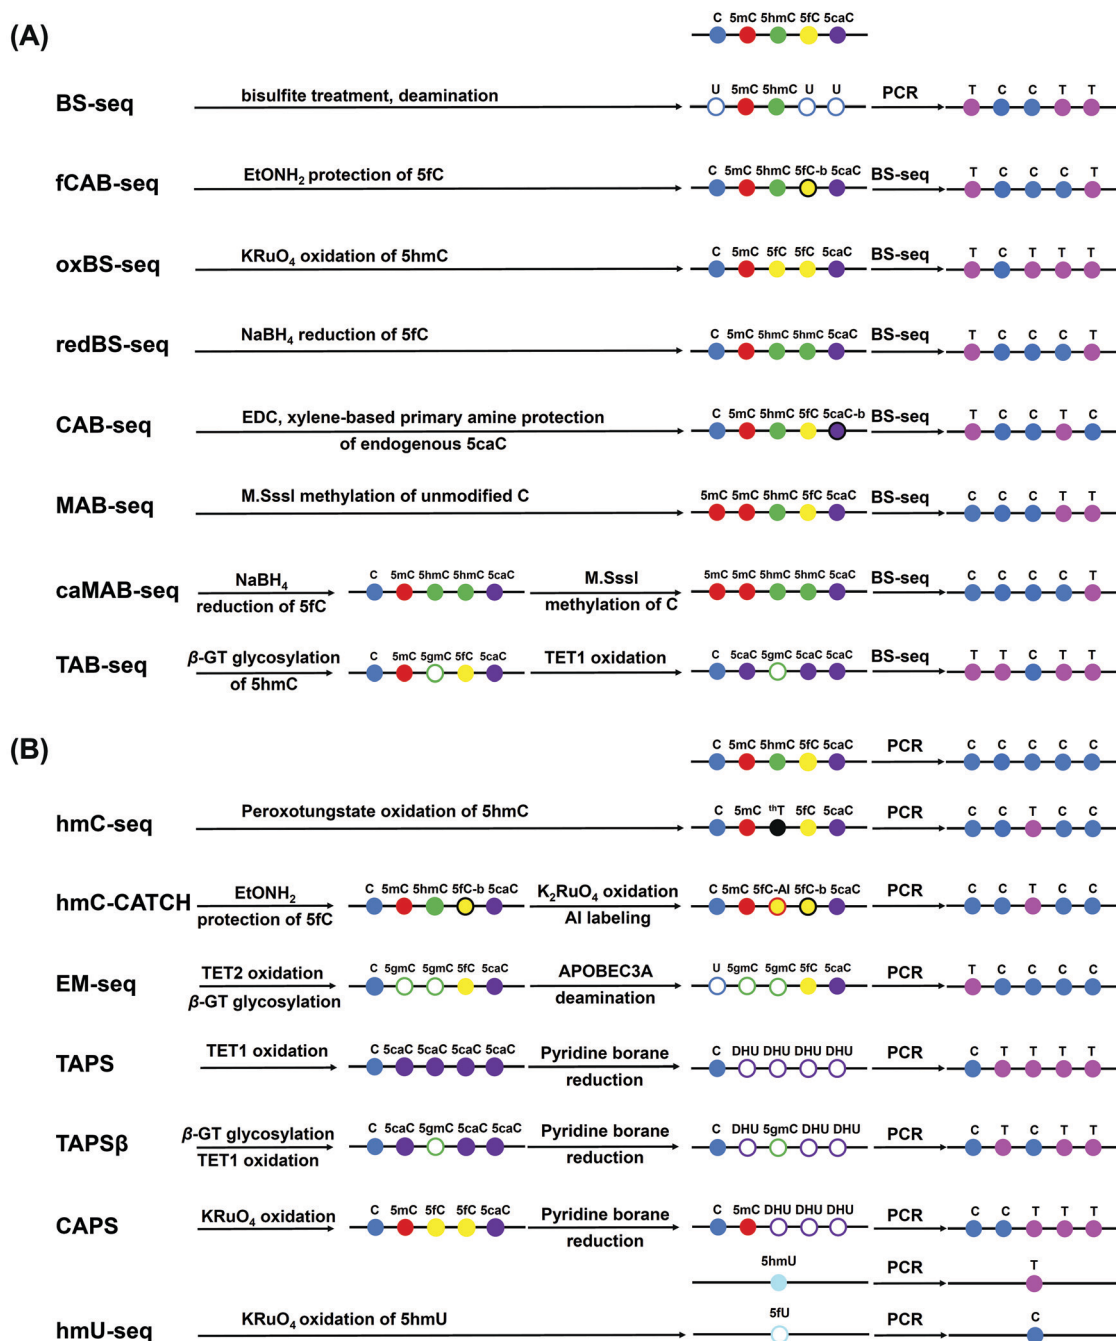 (A)
C 5mC 5hmC 5fC 5caC
BS-seq bisulfite treatment, deamination U 5mC 5hmC U U PCR T C C T T
fCAB-seq EtONH2 protection of 5fC C 5mC 5hmC 5fC-b 5caC BS-seq T C C C T
oxBS-seq KRuO4 oxidation of 5hmC C 5mC 5fC 5fC 5caC BS-seq T C T T T
redBS-seq NaBH4 reduction of 5fC C 5mC 5hmC 5hmC 5caC BS-seq T C C C T
CAB-seq EDC, xylene-based primary amine protection C 5mC 5hmC 5fC 5caC-b BS-seq T C C T C
of endogenous 5caC
MAB-seq M.SssI methylation of unmodified C 5mC 5mC 5hmC 5fC 5caC BS-seq C C C T T
caMAB-seq NaBH4 C 5mC 5hmC 5hmC 5caC M.SssI 5mC 5mC 5hmC 5hmC 5caC BS-seq C C C C T
reduction of 5fC methylation of C
TAB-seq β-GT glycosylation C 5mC 5gmC 5fC 5caC TET1 oxidation C 5caC 5gmC 5caC 5caC BS-seq T T C T T
of 5hmC
(B)
C 5mC 5hmC 5fC 5caC PCR C C C C C
hmC-seq Peroxotungstate oxidation of 5hmC C 5mC thT 5fC 5caC PCR C C T C C
hmC-CATCH EtONH2 C 5mC 5hmC 5fC-b 5caC K2RuO4 oxidation C 5mC 5fC-AI 5fC-b 5caC PCR C C T C C
protection of 5fC AI labeling
EM-seq TET2 oxidation C 5gmC 5gmC 5fC 5caC APOBEC3A U 5gmC 5gmC 5fC 5caC PCR T C C C C
β-GT glycosylation deamination
TAPS TET1 oxidation C 5caC 5caC 5caC 5caC Pyridine borane C DHU DHU DHU DHU PCR C T T T T
reduction
TAPSβ β-GT glycosylation C 5caC 5gmC 5caC 5caC Pyridine borane C DHU 5gmC DHU DHU PCR C T C T T
TET1 oxidation reduction
CAPS KRuO4 oxidation C 5mC 5fC 5fC 5caC Pyridine borane C 5mC DHU DHU DHU PCR C C T T T
reduction
5hmU PCR T
hmU-seq KRuO4 oxidation of 5hmU 5fU PCR C